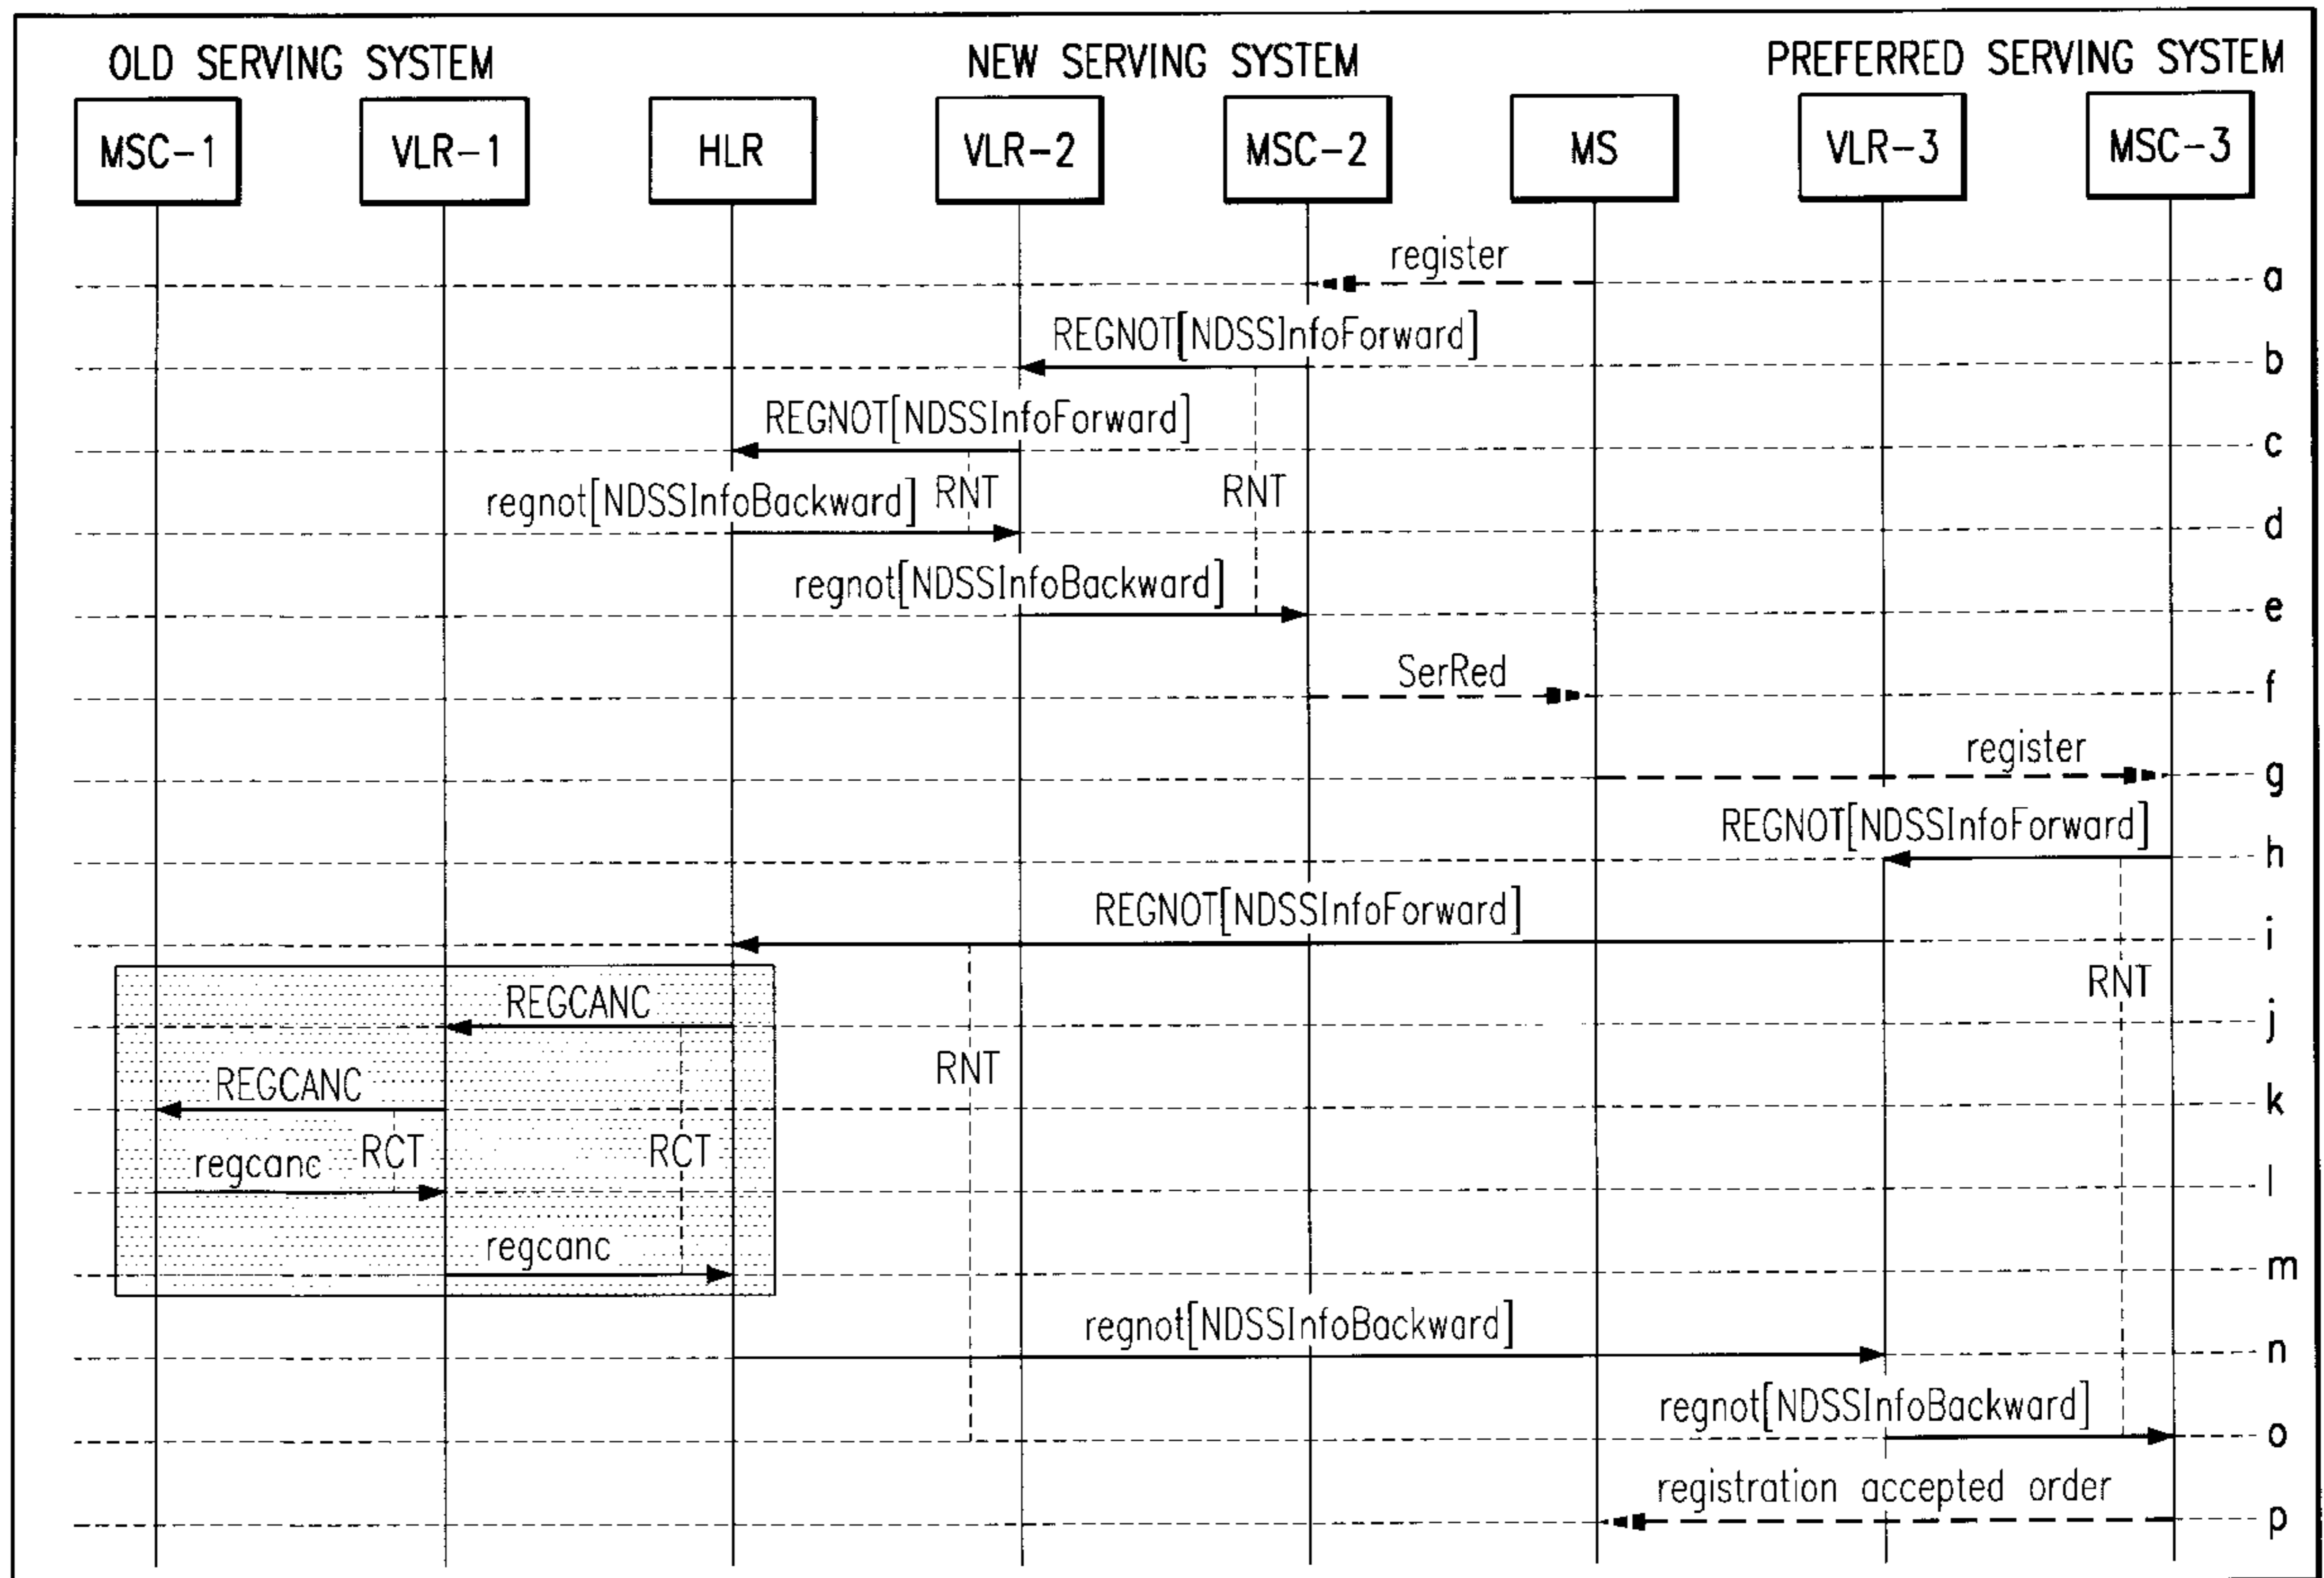 OLD SERVING SYSTEM NEW SERVING SYSTEM PREFERRED SERVING SYSTEM
MSC-1 VLR-1 HLR VLR-2 MSC-2 MS VLR-3 MSC-3
register a
REGNOT[NDSSInfoForward] b
REGNOT[NDSSInfoForward] c
regnot[NDSSInfoBackward] RNT RNT d
regnot[NDSSInfoBackward] e
SerRed f
register g
REGNOT[NDSSInfoForward] h
REGNOT[NDSSInfoForward] i
REGCANC RNT j
REGCANC RNT k
regcanc RCT RCT l
regcanc m
regnot[NDSSInfoBackward] n
regnot[NDSSInfoBackward] o
registration accepted order p